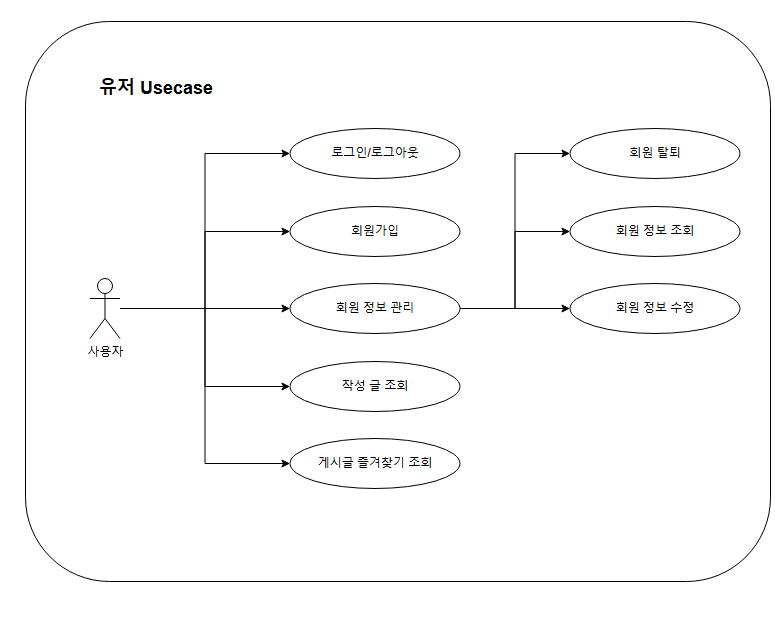 유저 Usecase
로그인/로그아웃
회원 탈퇴
회원가입
회원 정보 조회
회원 정보 관리
회원 정보 수정
사용자
작성 글 조회
게시글 즐겨찾기 조회